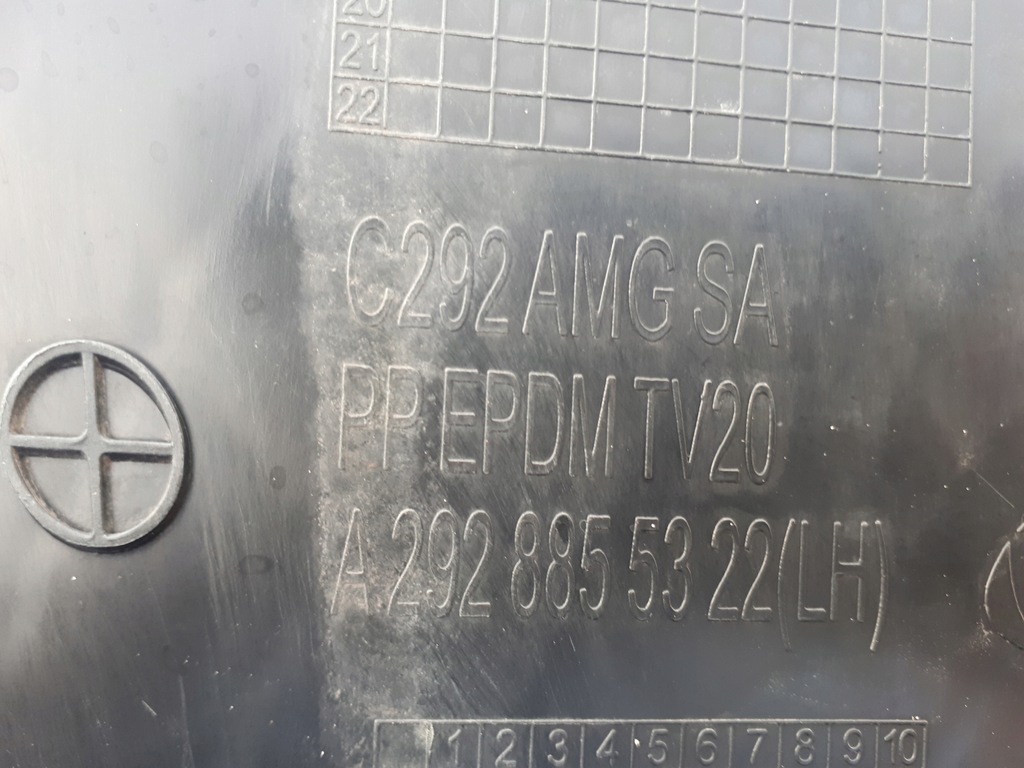 20
21
22
C292 AMG SA
PP EPDM TV20
A 292 885 53 22(LH)
1 2 3 4 5 6 7 8 9 10